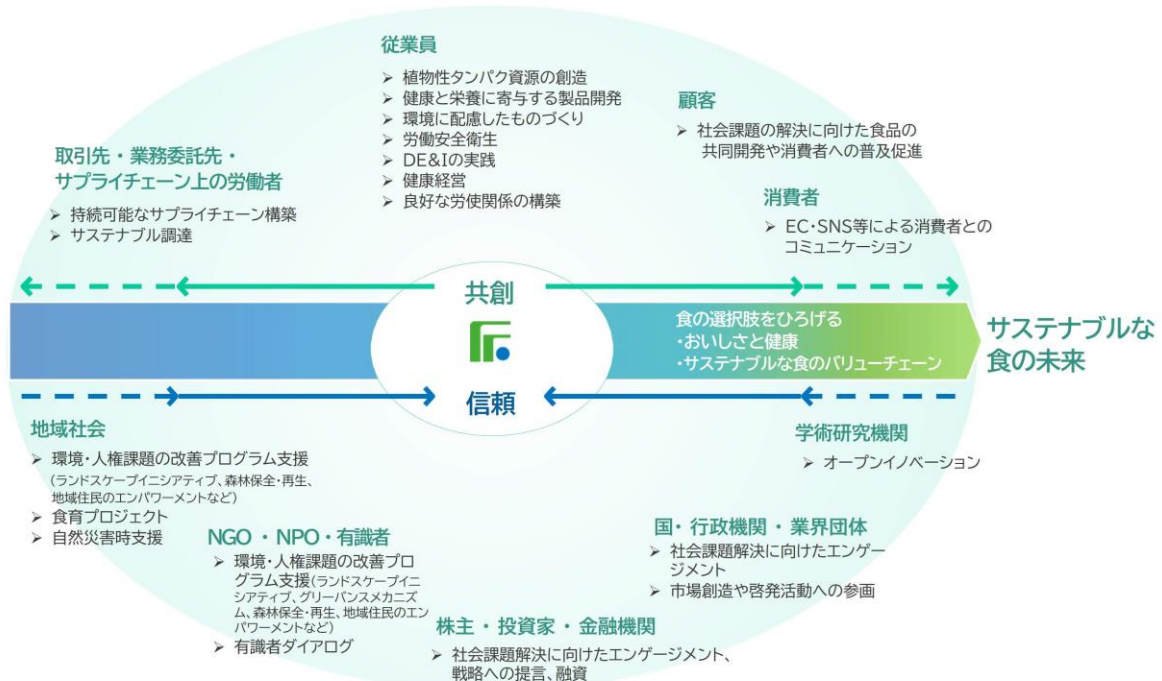 従業員
➢ 植物性タンパク資源の創造
➢ 健康と栄養に寄与する製品開発
➢ 環境に配慮したものづくり
➢ 労働安全衛生
➢ DE&Iの実践
➢ 健康経営
➢ 良好な労使関係の構築
顧客
➢ 社会課題の解決に向けた食品の
共同開発や消費者への普及促進
取引先・業務委託先・
サプライチェーン上の労働者
➢ 持続可能なサプライチェーン構築
➢ サステナブル調達
消費者
➢ EC・SNS等による消費者との
コミュニケーション
共創
信頼
食の選択肢をひろげる
・おいしさと健康
・サステナブルな食のバリューチェーン
サステナブルな
食の未来
地域社会
➢ 環境・人権課題の改善プログラム支援
(ランドスケープイニシアティブ、森林保全・再生、
地域住民のエンパワーメントなど)
➢ 食育プロジェクト
➢ 自然災害時支援
NGO ・ NPO・有識者
➢ 環境・人権課題の改善プロ
グラム支援(ランドスケープイニ
シアティブ、グリーバンスメカニズ
ム、森林保全・再生、地域住民のエン
パワーメントなど)
➢ 有識者ダイアログ
株主 ・ 投資家 ・ 金融機関
➢ 社会課題解決に向けたエンゲージメント、
戦略への提言、融資
国・ 行政機関 ・ 業界団体
➢ 社会課題解決に向けたエンゲー
ジメント
➢ 市場創造や啓発活動への参画
学術研究機関
➢ オープンイノベーション